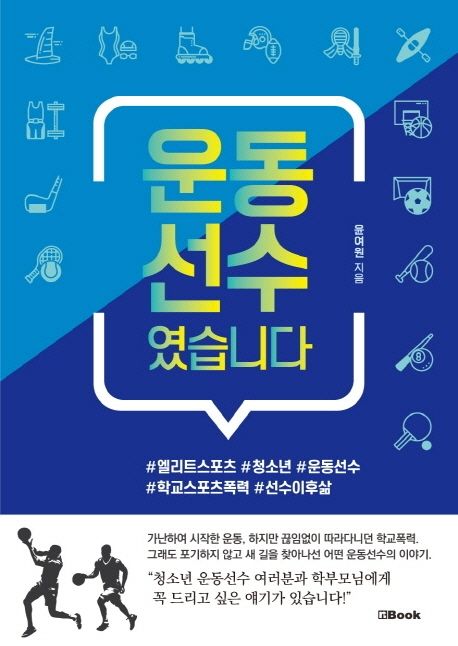 운동
선수
였습니다
윤여원 지음
#엘리트스포츠 #청소년 #운동선수
#학교스포츠폭력 #선수이후삶
가난하여 시작한 운동, 하지만 끊임없이 따라다니던 학교폭력.
그래도 포기하지 않고 새 길을 찾아나선 어떤 운동선수의 이야기.
“청소년 운동선수 여러분과 학부모님에게
꼭 드리고 싶은 얘기가 있습니다!”
inBook
8